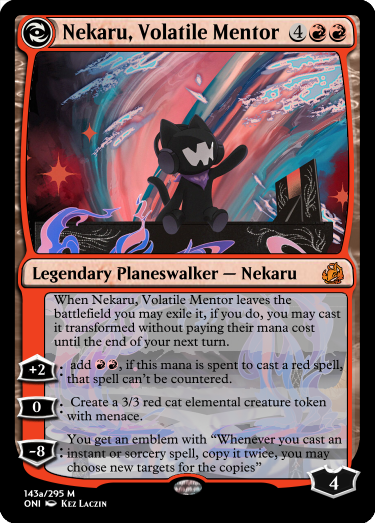 Nekaru, Volatile Mentor 4
Legendary Planeswalker — Nekaru
When Nekaru, Volatile Mentor leaves the
battlefield you may exile it, if you do, you may cast
it transformed without paying their mana cost
until the end of your next turn.
+2 : add , if this mana is spent to cast a red spell,
that spell can't be countered.
0 : Create a 3/3 red cat elemental creature token
with menace.
-8 : You get an emblem with “Whenever you cast an
instant or sorcery spell, copy it twice, you may
choose new targets for the copies”
4
143a/295 M
ONI Kez Laczin